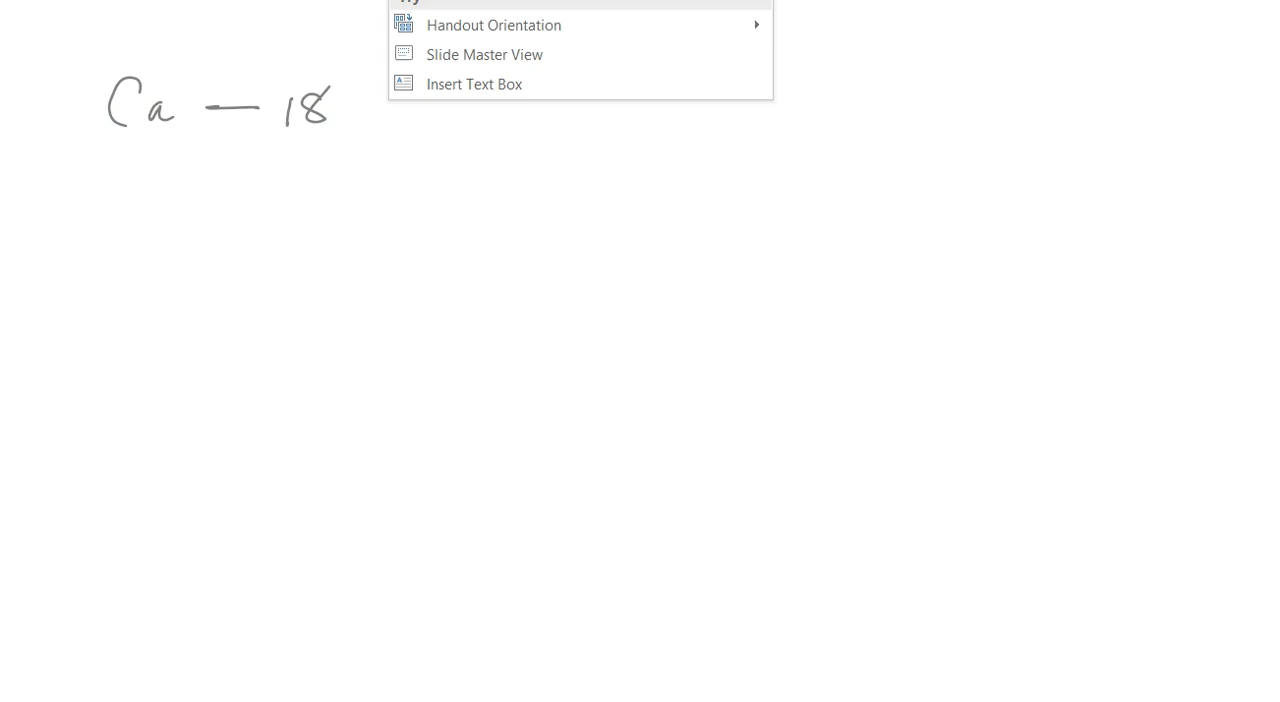 Handout Orientation
Slide Master View
Insert Text Box
Ca — 18